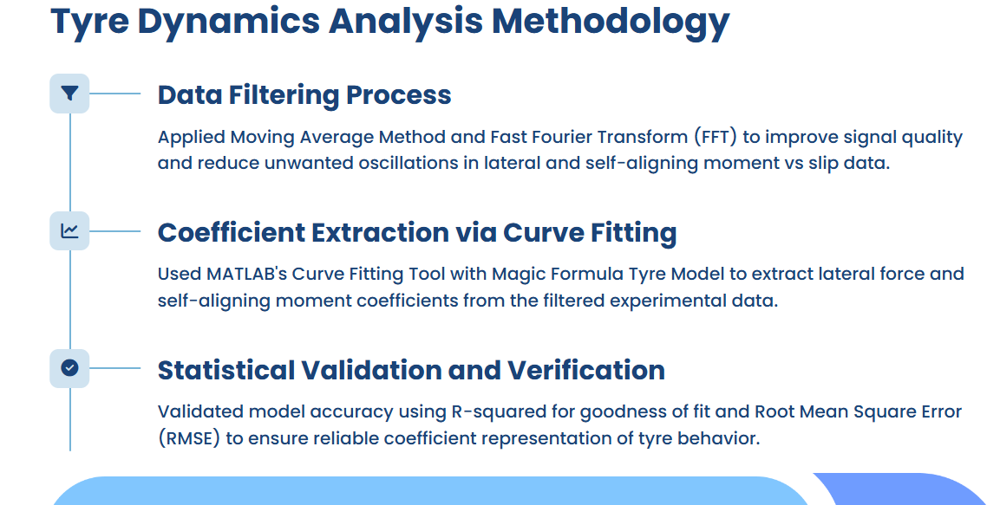 Tyre Dynamics Analysis Methodology
Data Filtering Process
Applied Moving Average Method and Fast Fourier Transform (FFT) to improve signal quality
and reduce unwanted oscillations in lateral and self-aligning moment vs slip data.
Coefficient Extraction via Curve Fitting
Used MATLAB's Curve Fitting Tool with Magic Formula Tyre Model to extract lateral force and
self-aligning moment coefficients from the filtered experimental data.
Statistical Validation and Verification
Validated model accuracy using R-squared for goodness of fit and Root Mean Square Error
(RMSE) to ensure reliable coefficient representation of tyre behavior.